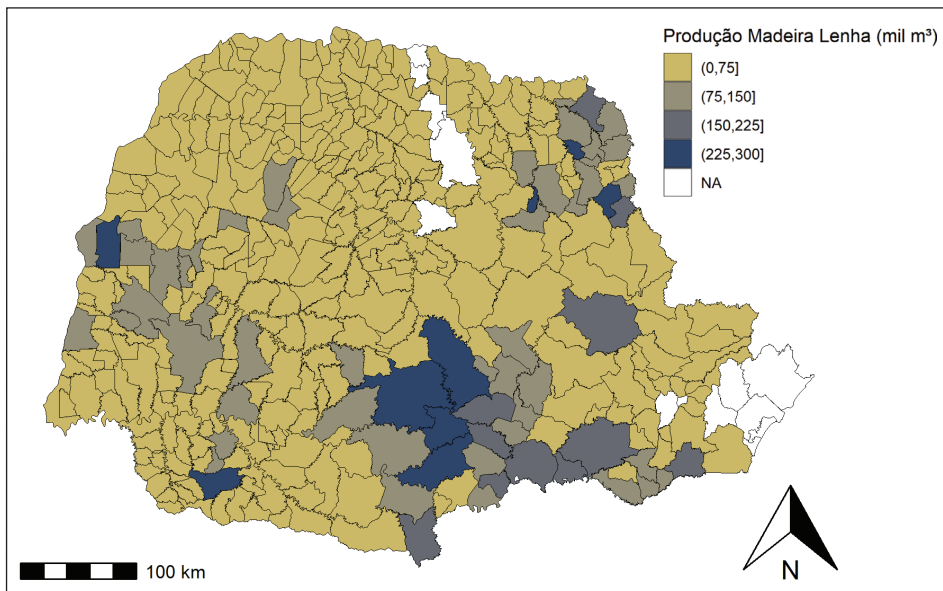 Produção Madeira Lenha (mil m³)
(0,75]
(75,150]
(150,225]
(225,300]
NA
100 km
N